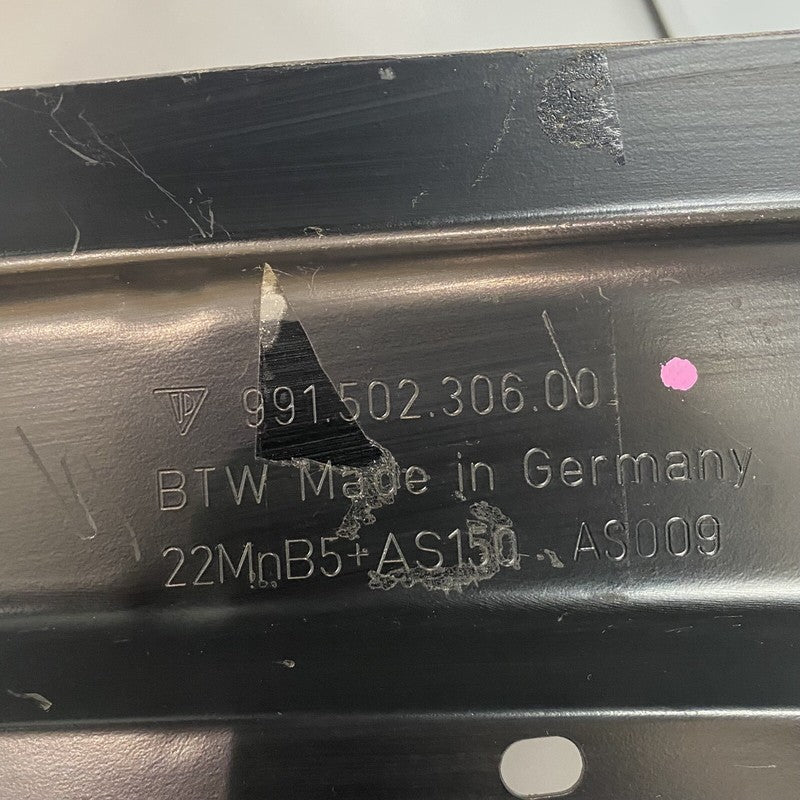 991.502.306.00
BTW Made in Germany
22MnB5+AS150 AS009